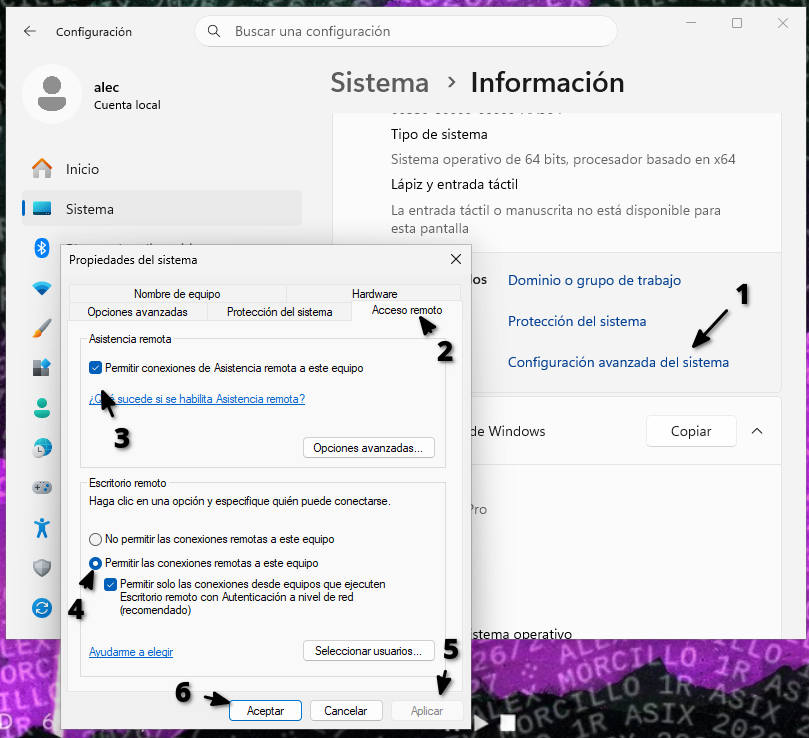 Configuración
Buscar una configuración
alec
Cuenta local
Inicio
Sistema
Sistema > Información
Tipo de sistema
Sistema operativo de 64 bits, procesador basado en x64
Lápiz y entrada táctil
La entrada táctil o manuscrita no está disponible para
esta pantalla
Dominio o grupo de trabajo
Protección del sistema
Configuración avanzada del sistema
1
de Windows
Copiar
Pro
stema operativo
Propiedades del sistema
Nombre de equipo
Hardware
Opciones avanzadas
Protección del sistema
Acceso remoto
2
Asistencia remota
Permitir conexiones de Asistencia remota a este equipo
¿Qué sucede si se habilita Asistencia remota?
3
Opciones avanzadas...
Escritorio remoto
Haga clic en una opción y especifique quién puede conectarse.
No permitir las conexiones remotas a este equipo
Permitir las conexiones remotas a este equipo
4
Permitir solo las conexiones desde equipos que ejecuten
Escritorio remoto con Autenticación a nivel de red
(recomendado)
Ayudarme a elegir
Seleccionar usuarios...
5
6
Aceptar
Cancelar
Aplicar
MORCILLO 1R ASIX